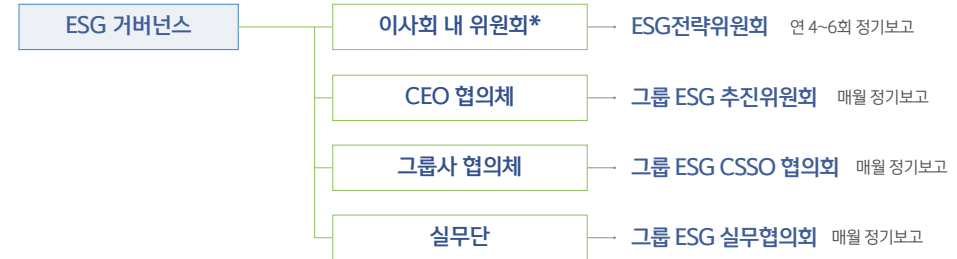 ESG 거버넌스
이사회 내 위원회* ESG전략위원회 연 4~6회 정기보고
CEO 협의체 그룹 ESG 추진위원회 매월 정기보고
그룹사 협의체 그룹 ESG CSSO 협의회 매월 정기보고
실무단 그룹 ESG 실무협의회 매월 정기보고